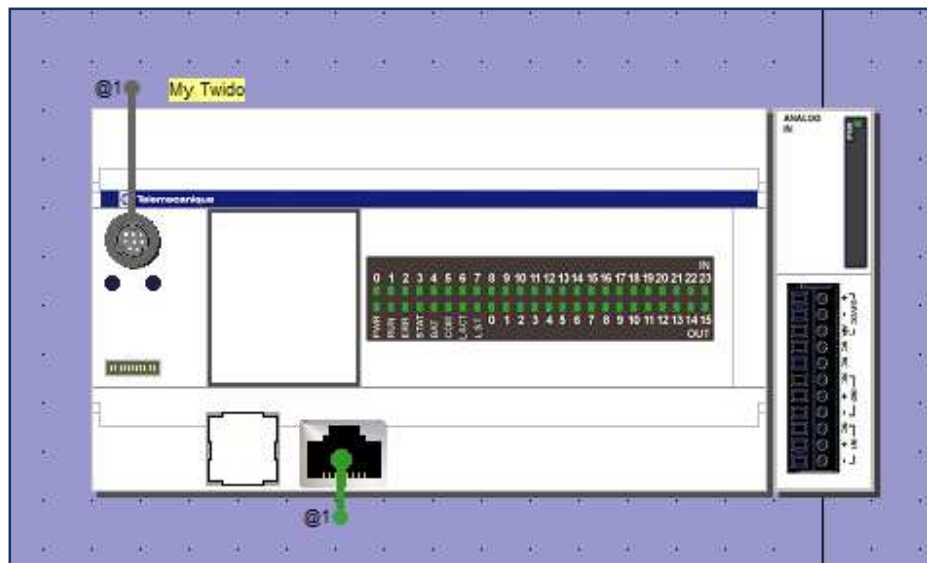 @1
My Twido
ANALOG
IN
Telemecanique
IN
0 1 2 3 4 5 6 7 8 9 10 11 12 13 14 15 16 17 18 19 20 21 22 23
PWR RUN ERR STAT BAT COM LACT LST 0 1 2 3 4 5 6 7 8 9 10 11 12 13 14 15
OUT
@1